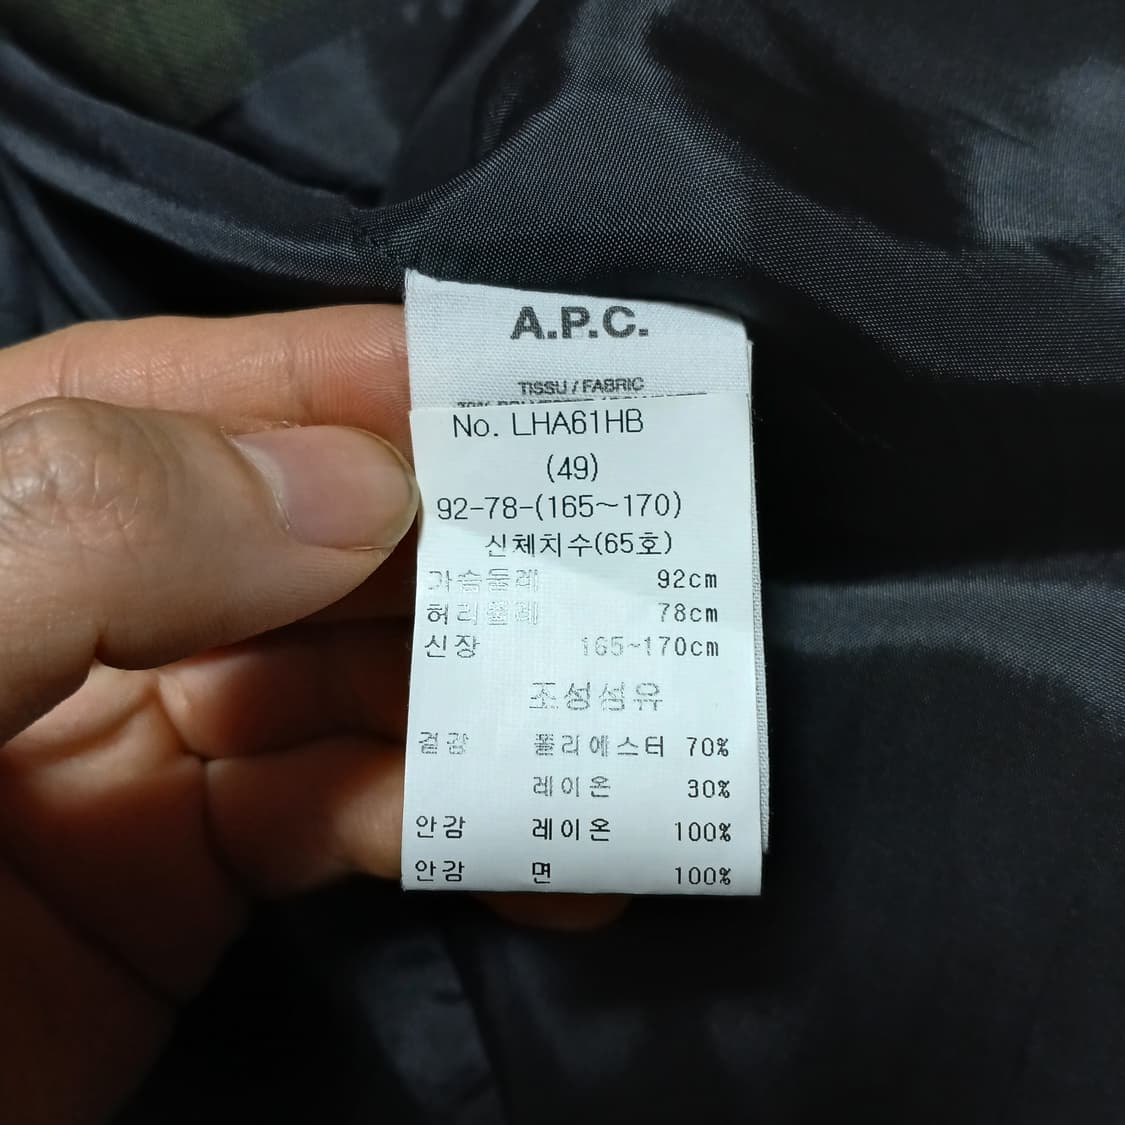 A.P.C.
TISSU / FABRIC
No. LHA61HB
(49)
92-78-(165~170)
신체치수(65호)
가슴둘레 92cm
허리둘레 78cm
신장 165~170cm
조성섬유
겉감 폴리에스터 70%
레이온 30%
안감 레이온 100%
안감 면 100%